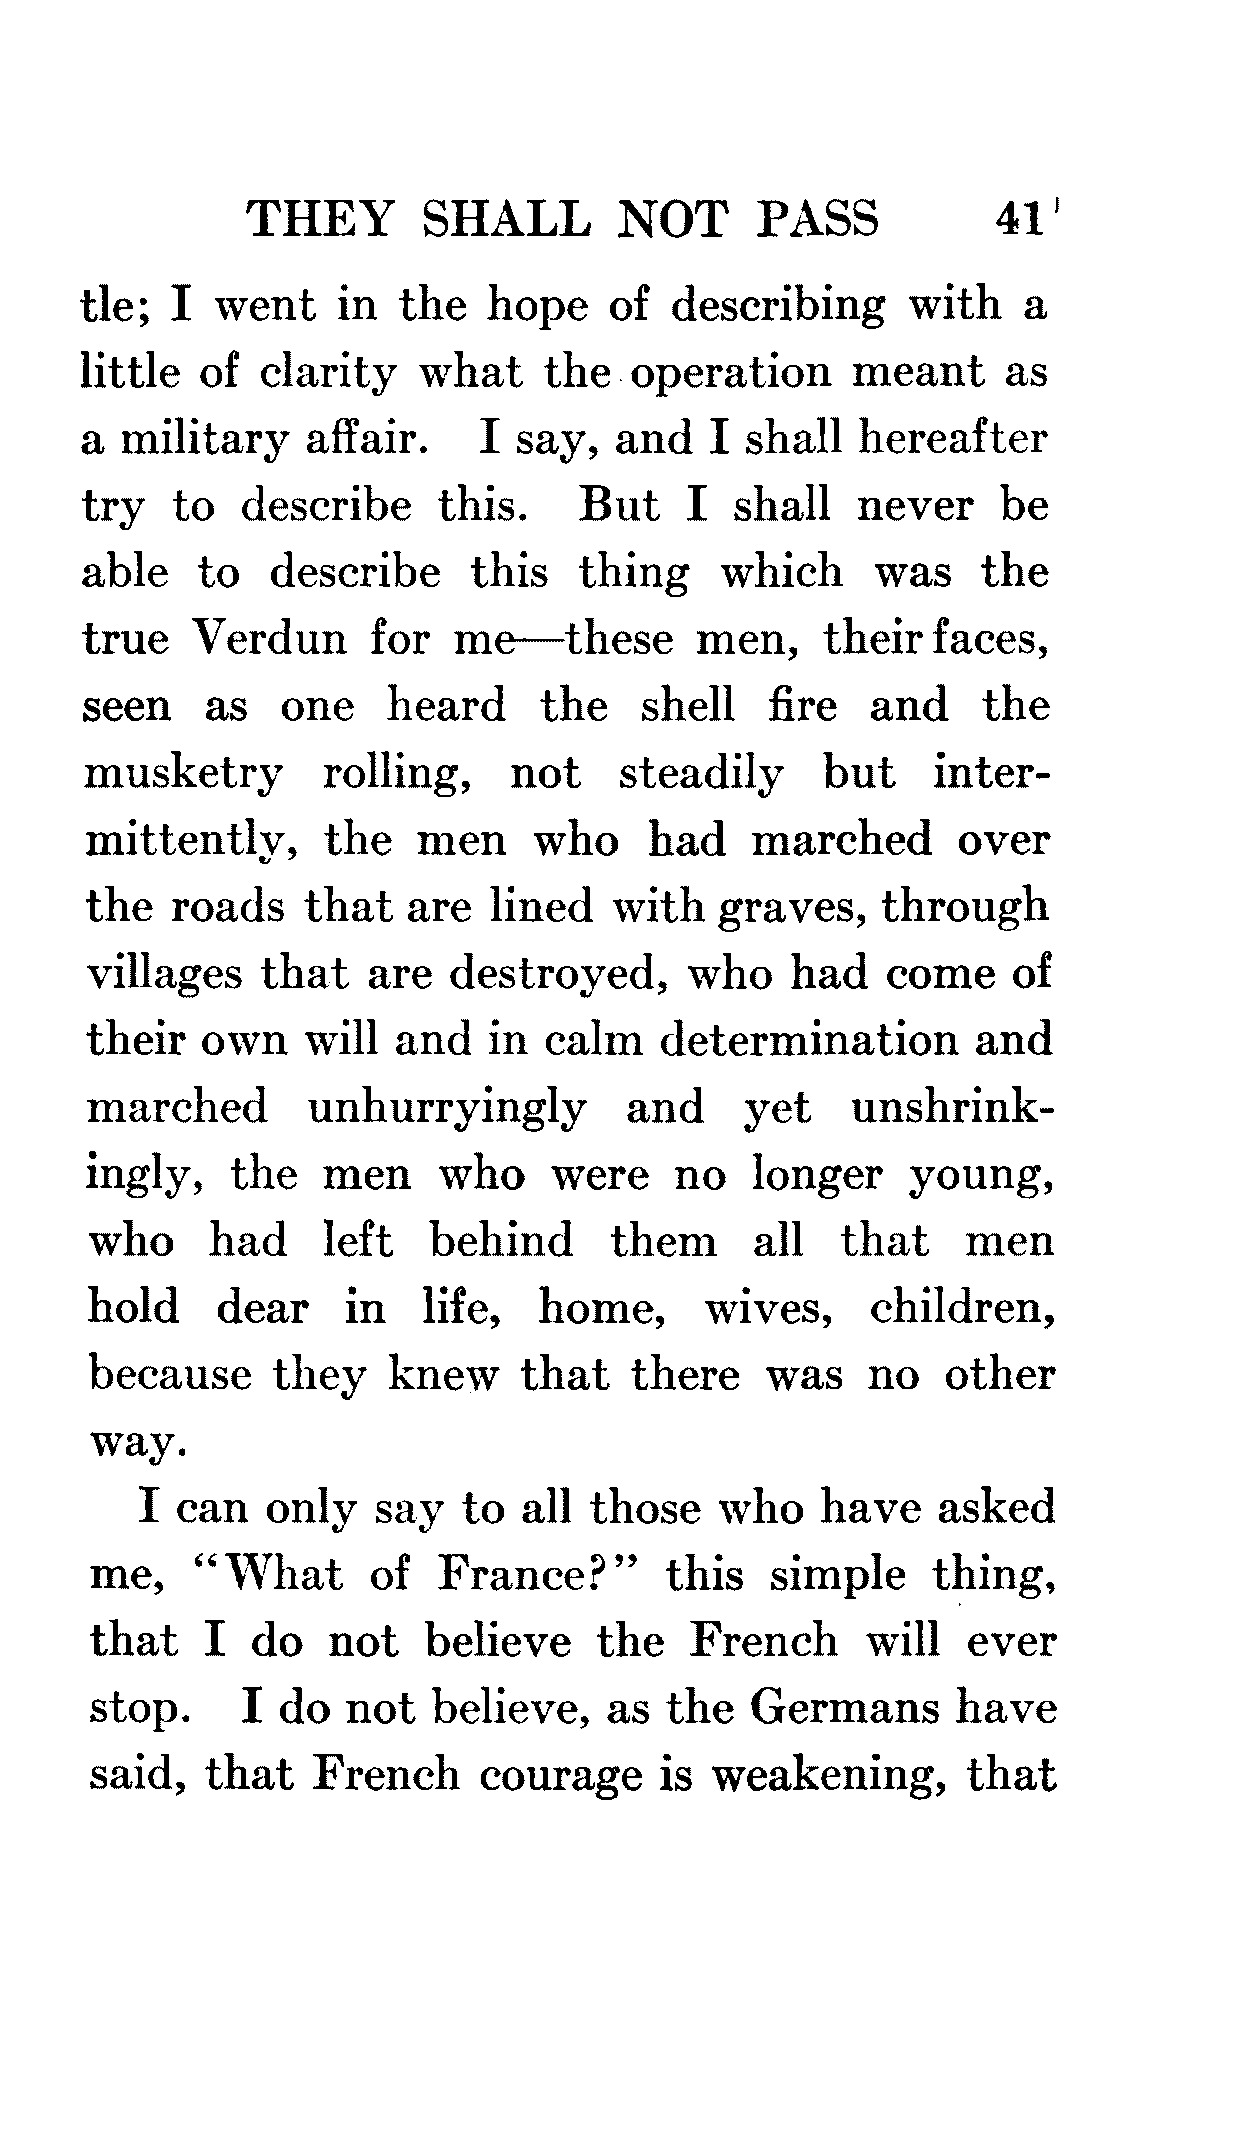 THEY SHALL NOT PASS 41
tle; I went in the hope of describing with a
little of clarity what the operation meant as
a military affair. I say, and I shall hereafter
try to describe this. But I shall never be
able to describe this thing which was the
true Verdun for me—these men, their faces,
seen as one heard the shell fire and the
musketry rolling, not steadily but inter-
mittently, the men who had marched over
the roads that are lined with graves, through
villages that are destroyed, who had come of
their own will and in calm determination and
marched unhurryingly and yet unshrink-
ingly, the men who were no longer young,
who had left behind them all that men
hold dear in life, home, wives, children,
because they knew that there was no other
way.
I can only say to all those who have asked
me, "What of France?" this simple thing,
that I do not believe the French will ever
stop. I do not believe, as the Germans have
said, that French courage is weakening, that